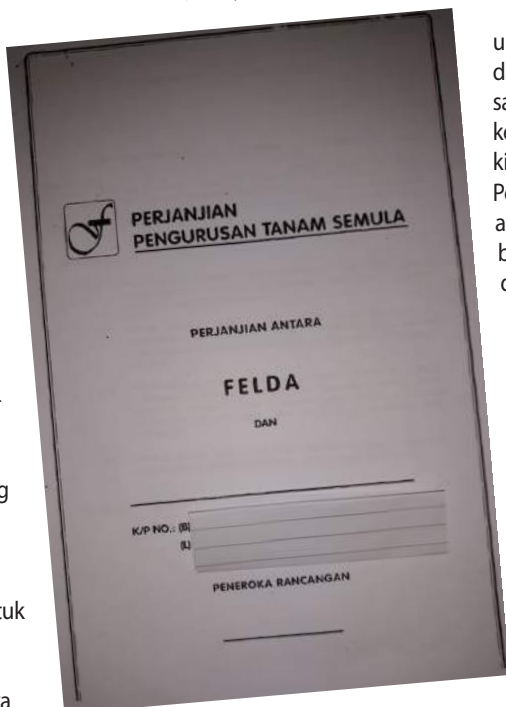 PERJANJIAN
PENGURUSAN TANAM SEMULA
PERJANJIAN ANTARA
FELDA
DAN
K/P NO.: (B)
(L)
PENEROKA RANCANGAN